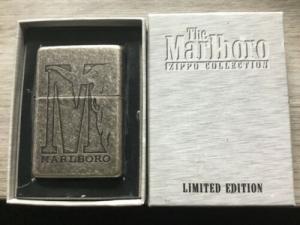 M
MARLBORO
The
Marlboro
ZIPPO COLLECTION
LIMITED EDITION